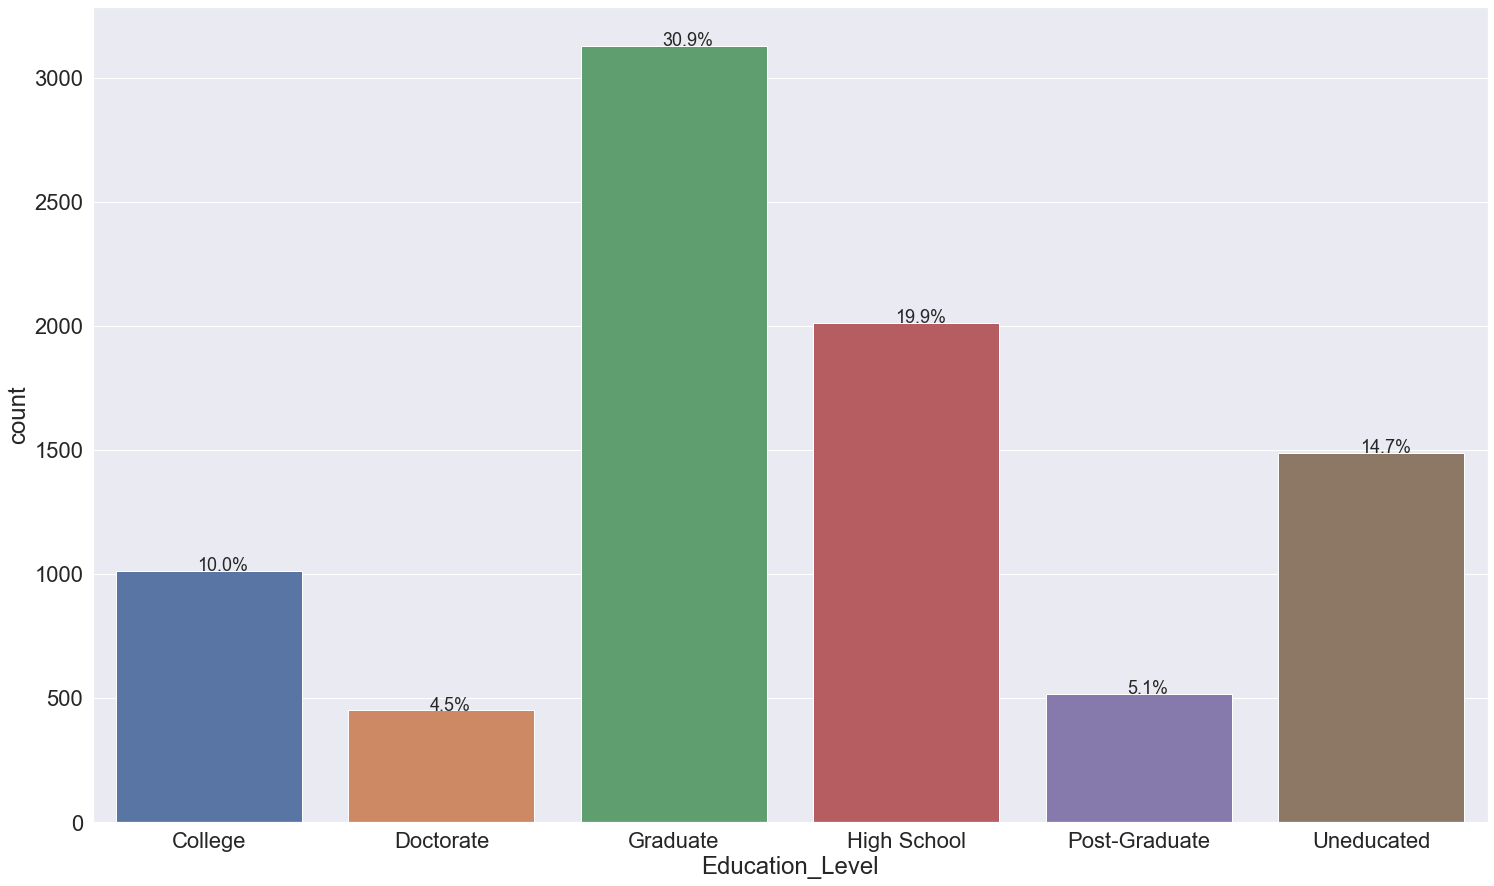 30.9%
3000
2500
2000
19.9%
1500
14.7%
1000
10.0%
500
4.5%
5.1%
0
count
College
Doctorate
Graduate
High School
Post-Graduate
Uneducated
Education_Level